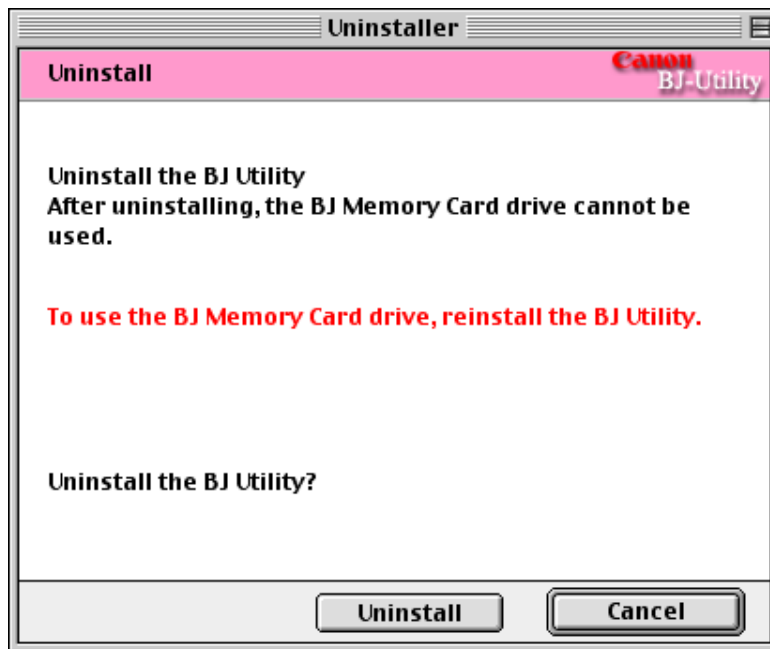 Uninstaller
Uninstall
Canon
BJ-Utility
Uninstall the BJ Utility
After uninstalling, the BJ Memory Card drive cannot be
used.
To use the BJ Memory Card drive, reinstall the BJ Utility.
Uninstall the BJ Utility?
Uninstall
Cancel